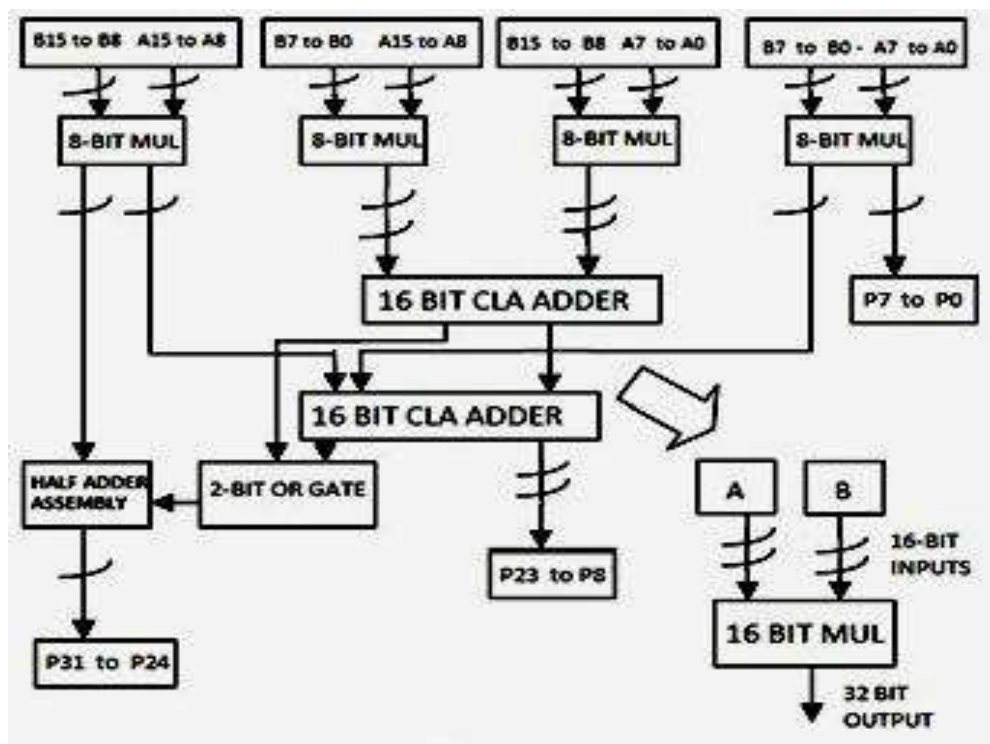 B15 to B8 A15 to A8
B7 to B0 A15 to A8
B15 to B8 A7 to A0
B7 to B0 - A7 to A0
8-BIT MUL
8-BIT MUL
8-BIT MUL
8-BIT MUL
16 BIT CLA ADDER
P7 to P0
16 BIT CLA ADDER
HALF ADDER
ASSEMBLY
2-BIT OR GATE
A
B
16-BIT
INPUTS
P23 to P8
16 BIT MUL
P31 to P24
32 BIT
OUTPUT